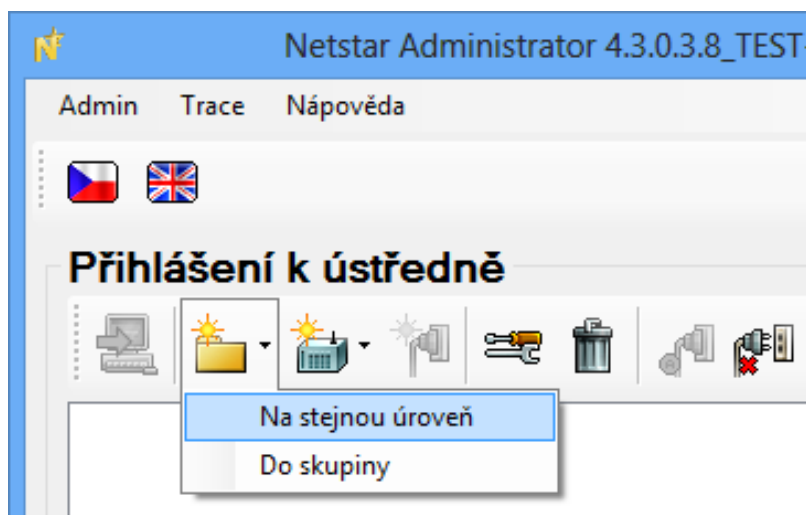 Netstar Administrator 4.3.0.3.8_TEST-
Admin Trace Nápověda
Přihlášení k ústředně
Na stejnou úroveň
Do skupiny